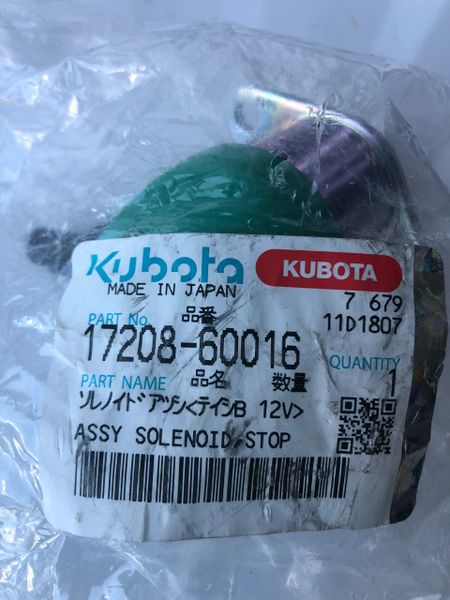 Kubota KUBOTA
MADE IN JAPAN
7 679
PART No. 品番 11D1807
17208-60016
PART NAME 品名 数量 QUANTITY
1
ソレノイド アツシ<テイシB 12V>
ASSY SOLENOID,STOP